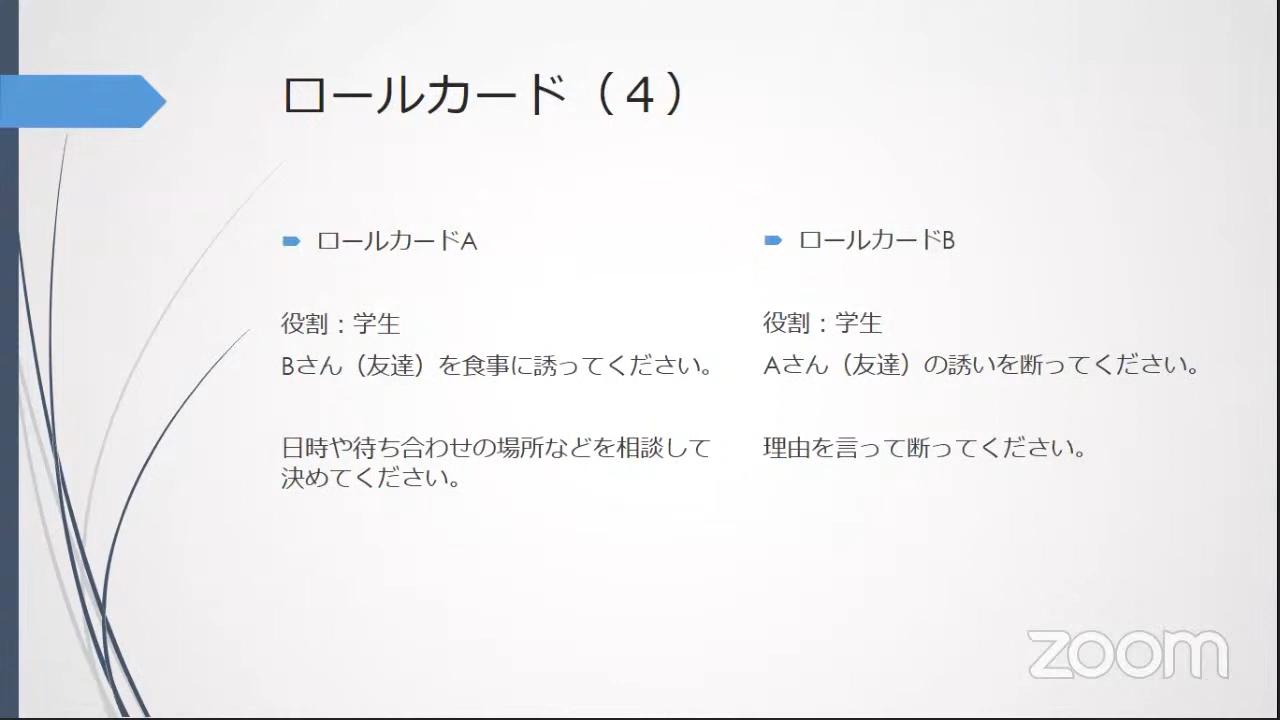 ロールカード（４）
ロールカードA
役割：学生
Bさん（友達）を食事に誘ってください。
日時や待ち合わせの場所などを相談して
決めてください。
ロールカードB
役割：学生
Aさん（友達）の誘いを断ってください。
理由を言って断ってください。
zoom